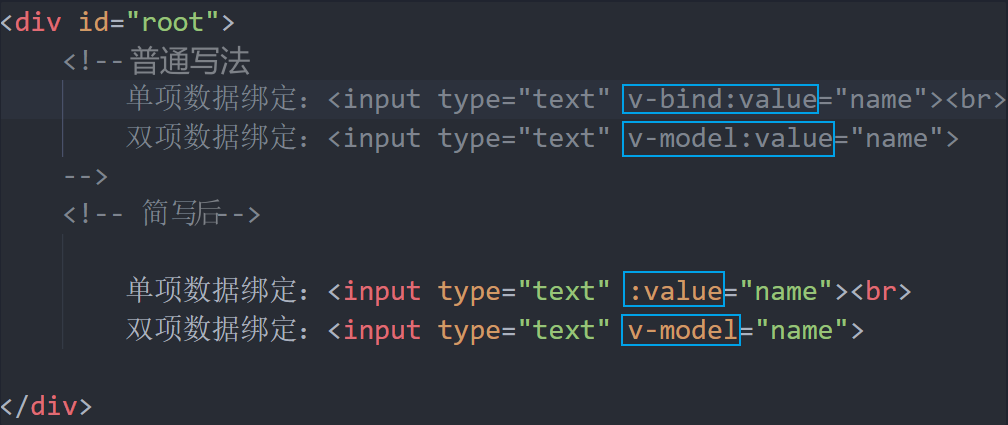 <div id="root">
<!--普通写法
单项数据绑定：<input type="text" v-bind:value="name"><br>
双项数据绑定：<input type="text" v-model:value="name">
-->
<!-- 简写后-->
单项数据绑定：<input type="text" :value="name"><br>
双项数据绑定：<input type="text" v-model="name">
</div>